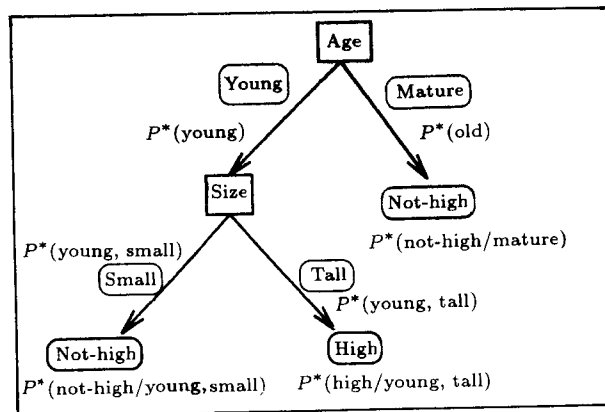 Age
Young
Mature
P*(young)
P*(old)
Size
Not-high
P*(not-high/mature)
P*(young, small)
Small
Tall
P*(young, tall)
Not-high
High
P*(not-high/young, small)
P*(high/young, tall)